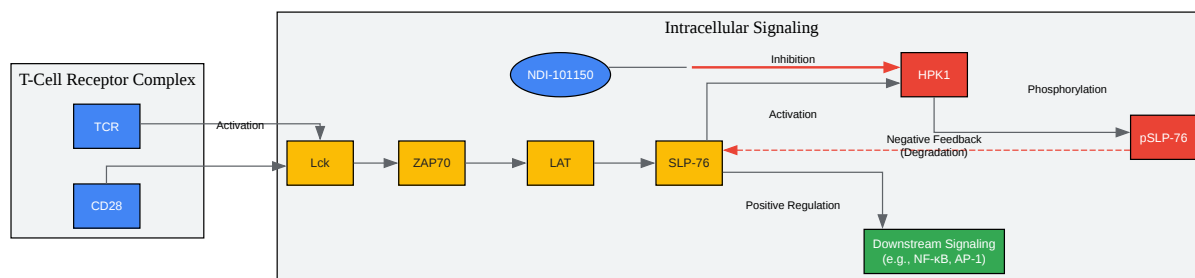 Intracellular Signaling
T-Cell Receptor Complex
NDI-101150
Inhibition
HPK1
Phosphorylation
TCR
Activation
Activation
pSLP-76
Negative Feedback
(Degradation)
Lck
ZAP70
LAT
SLP-76
CD28
Positive Regulation
Downstream Signaling
(e.g., NF-κB, AP-1)